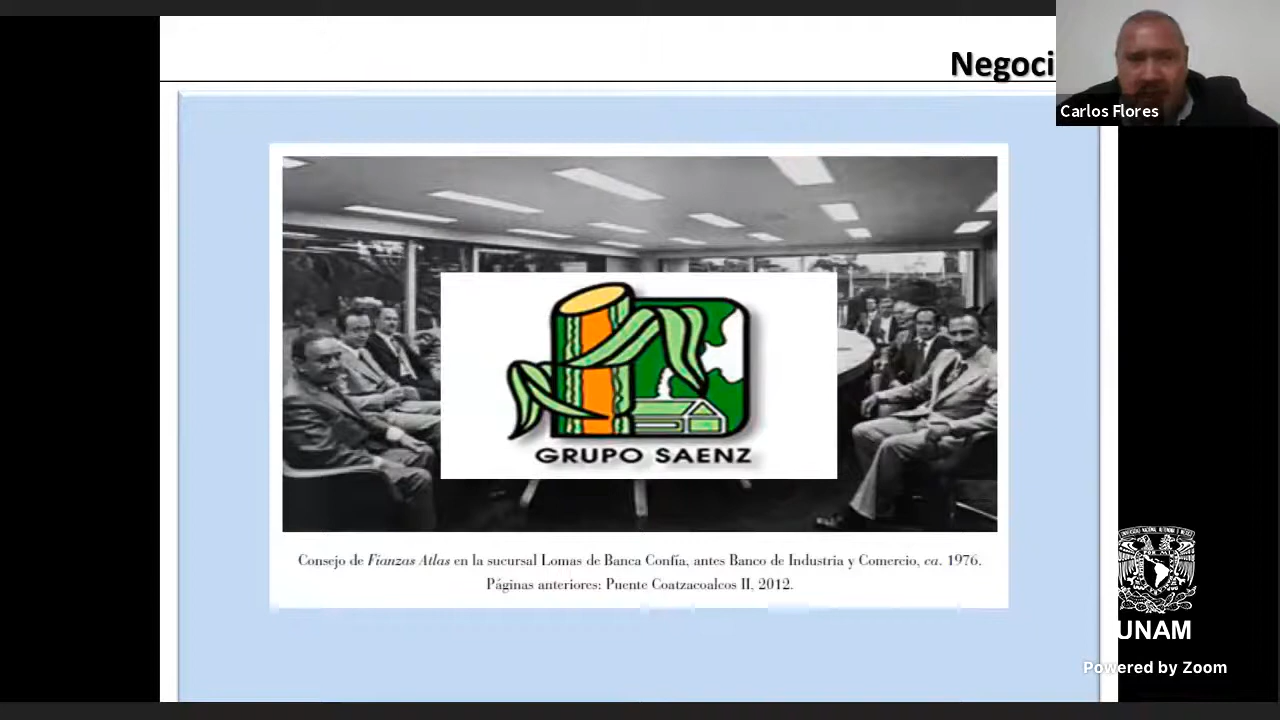 Negoci
Carlos Flores
GRUPO SAENZ
Consejo de Fianzas Atlas en la sucursal Lomas de Banca Confía, antes Banco de Industria y Comercio, ca. 1976.
Páginas anteriores: Puente Coatzacoalcos II, 2012.
UNAM
Powered by Zoom